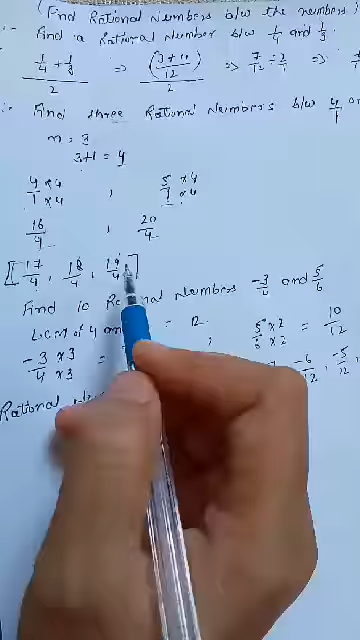 (Find Rational Numbers b/w the numbers)
Find a Rational Number b/w 1/4 and 1/3
(1/4 + 1/3)/2 ⇒ ((3+4)/12)/2 ⇒ 7/12 ÷ 2/1 ⇒
Find three Rational Numbers b/w 4/1
n = 3
3+1 = 4
4×4/1×4 , 5×4/1×4
16/4 , 20/4
[17/4, 18/4, 19/4]
Find 10 Rational Numbers -3/4 and 5/6
L.C.M of 4 and = 12
-3×3/4×3 = , 5×2/6×2 = 10/12
Rational -6/12, -5/12,